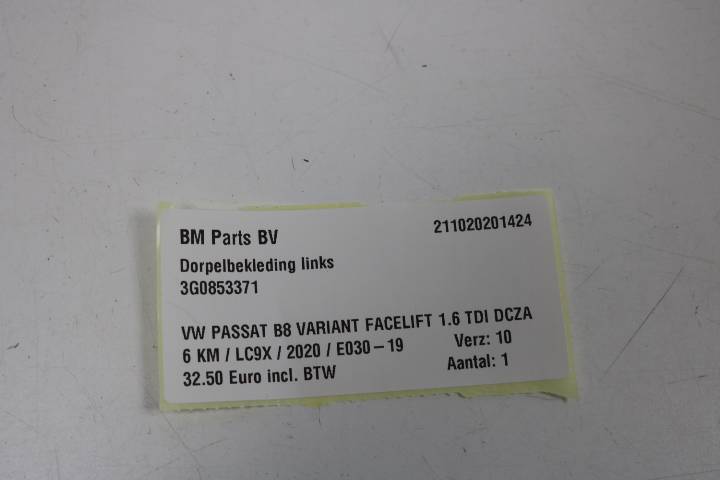 BM Parts BV 211020201424
Dorpelbekleding links
3G0853371
VW PASSAT B8 VARIANT FACELIFT 1.6 TDI DCZA
6 KM / LC9X / 2020 / E030-19 Verz: 10
32.50 Euro incl. BTW Aantal: 1